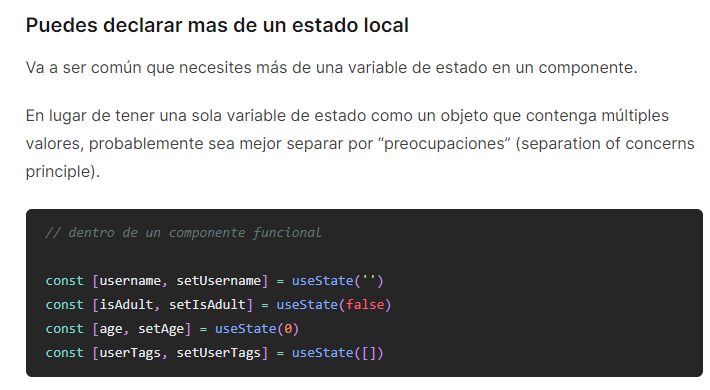 Puedes declarar mas de un estado local
Va a ser común que necesites más de una variable de estado en un componente.
En lugar de tener una sola variable de estado como un objeto que contenga múltiples
valores, probablemente sea mejor separar por “preocupaciones” (separation of concerns
principle).
// dentro de un componente funcional
const [username, setUsername] = useState('')
const [isAdult, setIsAdult] = useState(false)
const [age, setAge] = useState(0)
const [userTags, setUserTags] = useState([])